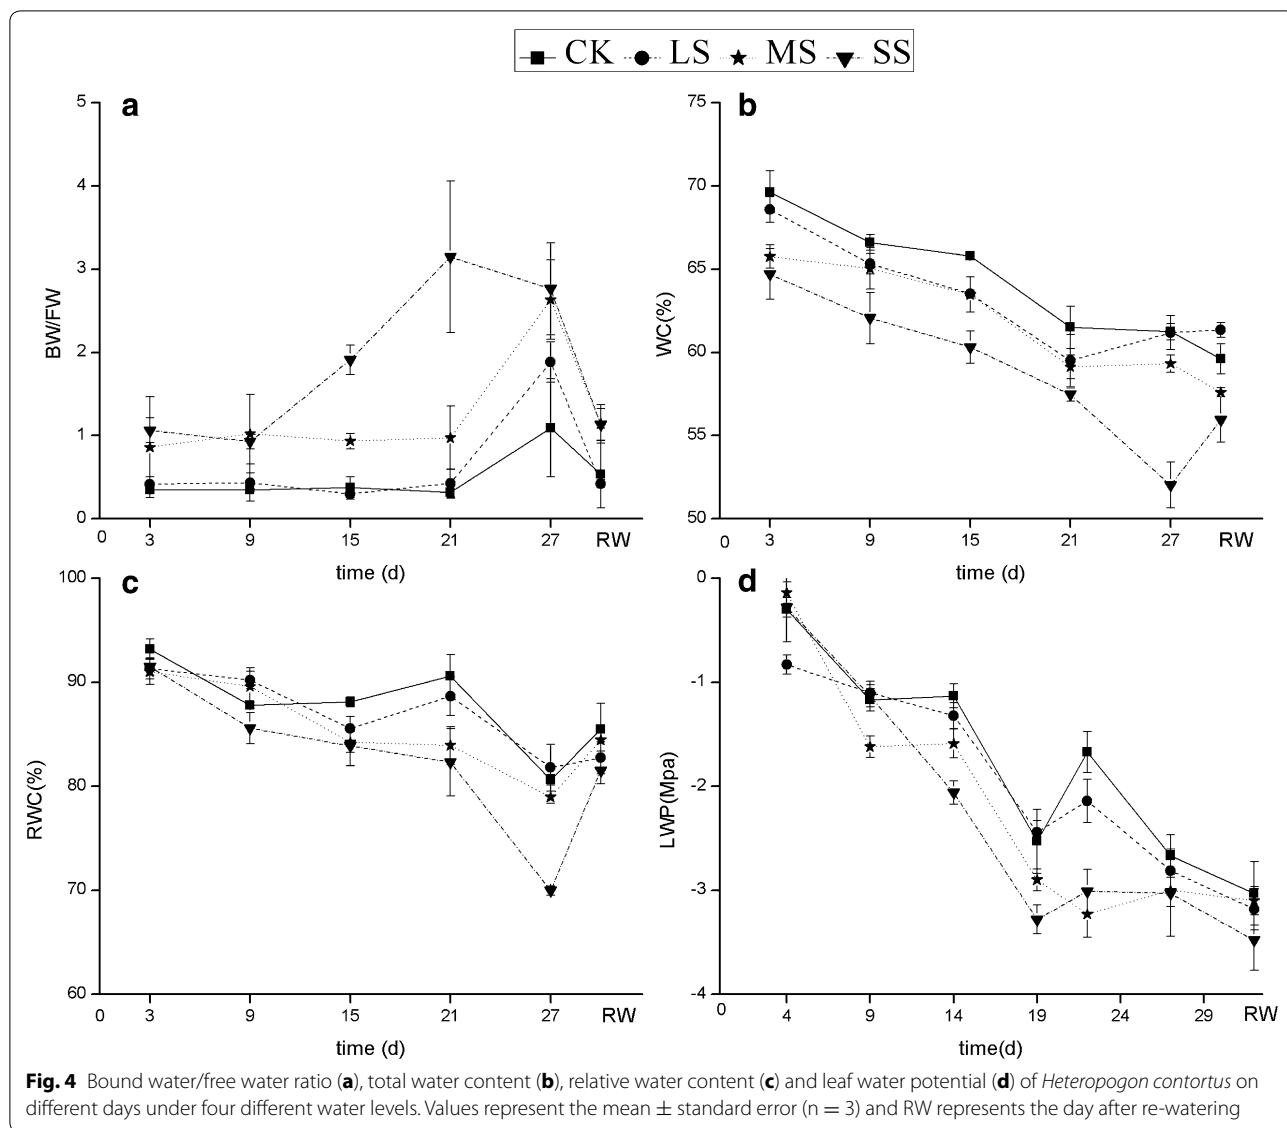 CK LS MS SS
a
5
4
3
2
1
0
BW/FW
0 3 9 15 21 27 RW
time (d)
b
75
70
65
60
55
50
WC(%)
0 3 9 15 21 27 RW
time (d)
c
100
90
80
70
60
RWC(%)
0 3 9 15 21 27 RW
time (d)
d
0
-1
-2
-3
-4
LWP(Mpa)
0 4 9 14 19 24 29 RW
time(d)
Fig. 4 Bound water/free water ratio (a), total water content (b), relative water content (c) and leaf water potential (d) of Heteropogon contortus on
different days under four different water levels. Values represent the mean ± standard error (n = 3) and RW represents the day after re-watering